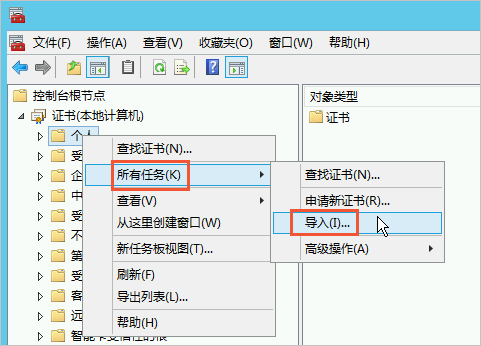 文件(F) 操作(A) 查看(V) 收藏夹(O) 窗口(W) 帮助(H)
控制台根节点
证书(本地计算机)
个人
受
企
中
受
不
第
受
客
远
智能卡受信任的根
查找证书(N)...
所有任务(K)
查看(V)
从这里创建窗口(W)
新任务板视图(T)...
刷新(F)
导出列表(L)...
帮助(H)
查找证书(N)...
申请新证书(R)...
导入(I)...
高级操作(A)
对象类型
证书